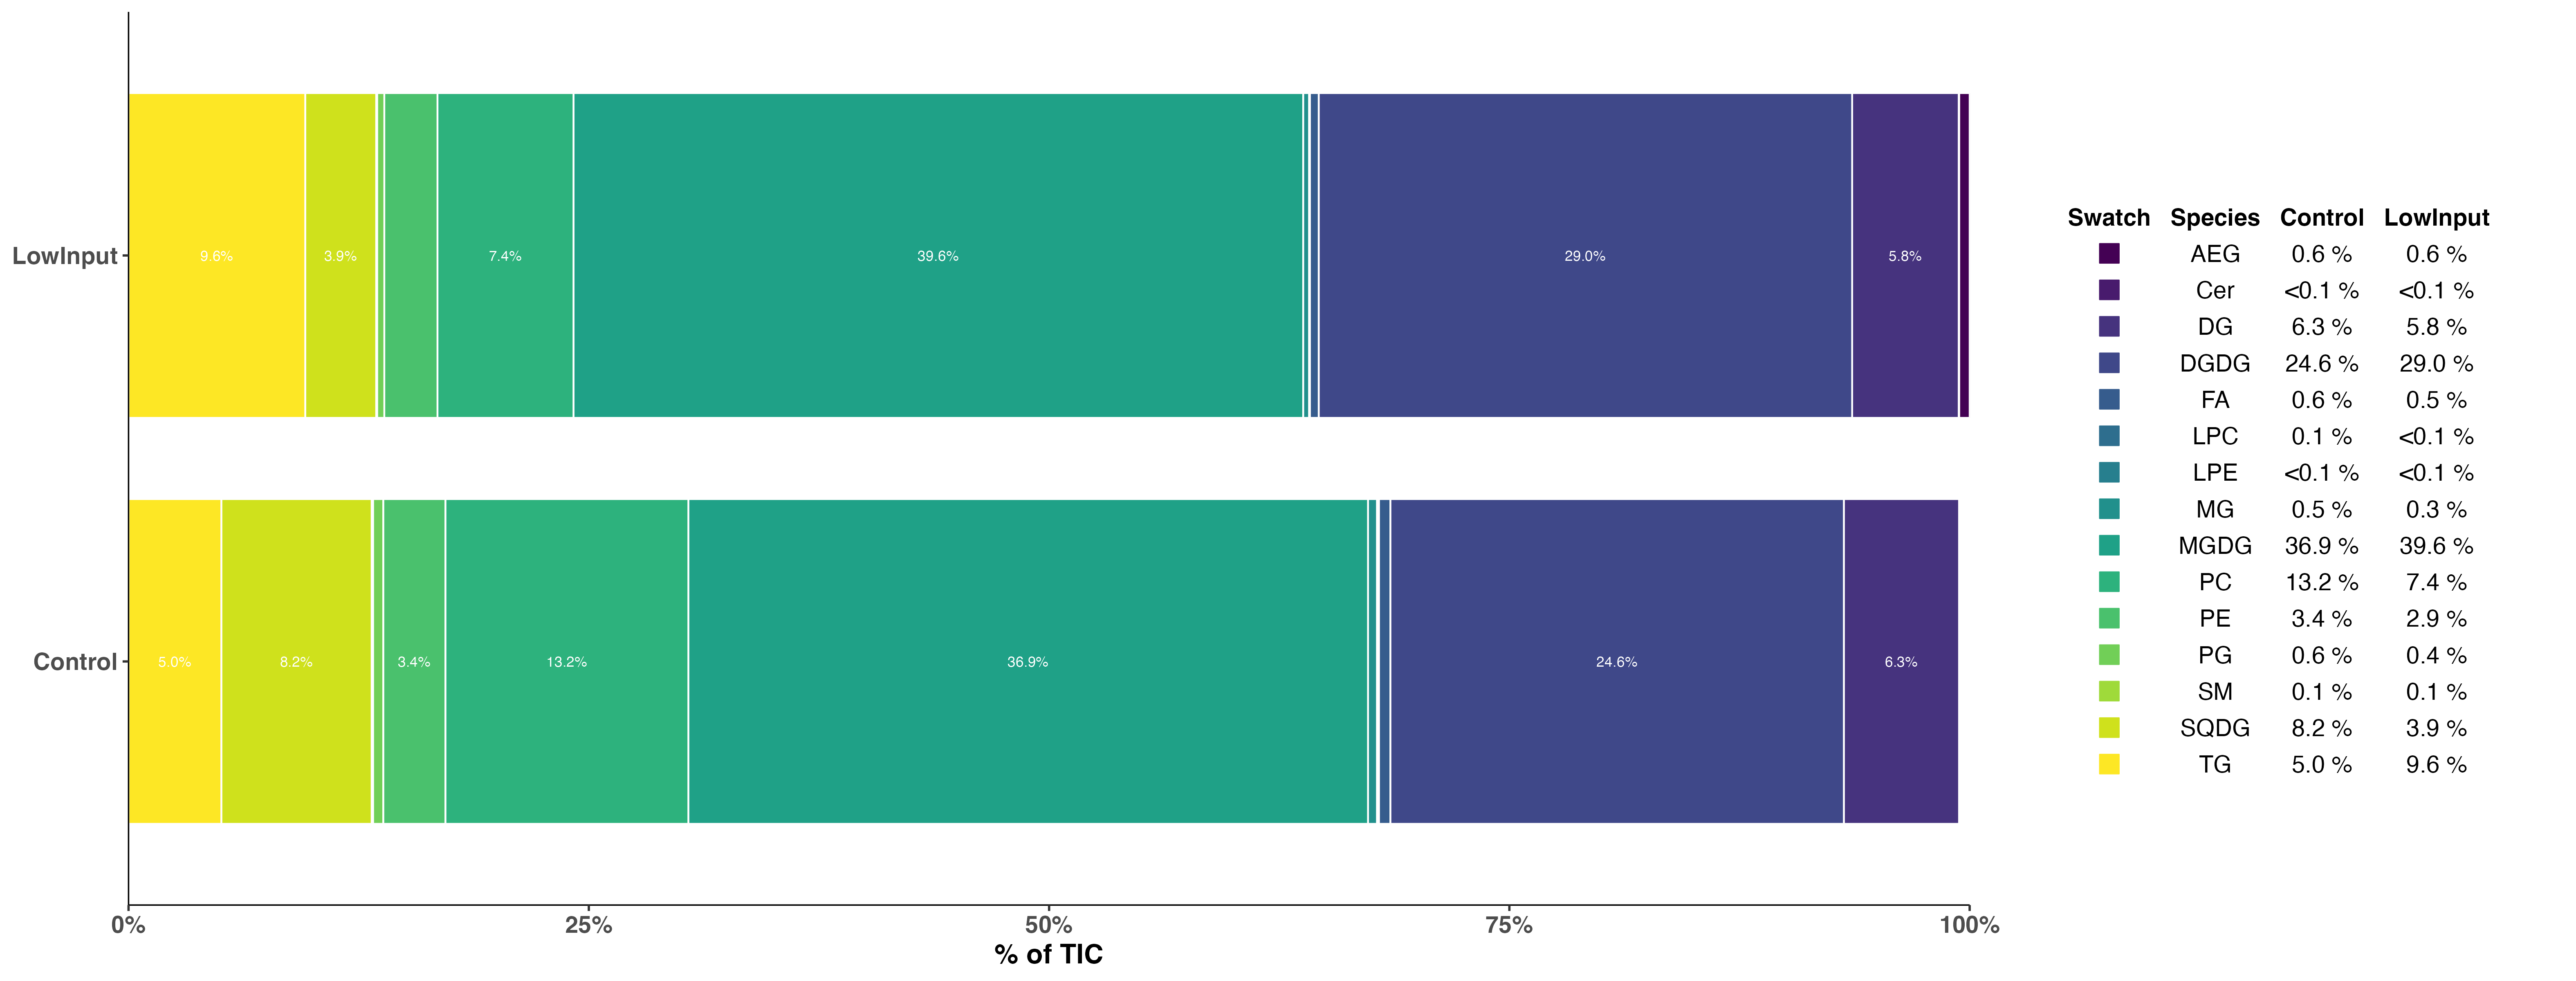 LowInput
9.6%
3.9%
7.4%
39.6%
29.0%
5.8%
Control
5.0%
8.2%
3.4%
13.2%
36.9%
24.6%
6.3%
0%
25%
50%
75%
100%
% of TIC
Swatch Species Control LowInput
AEG 0.6 % 0.6 %
Cer <0.1 % <0.1 %
DG 6.3 % 5.8 %
DGDG 24.6 % 29.0 %
FA 0.6 % 0.5 %
LPC 0.1 % <0.1 %
LPE <0.1 % <0.1 %
MG 0.5 % 0.3 %
MGDG 36.9 % 39.6 %
PC 13.2 % 7.4 %
PE 3.4 % 2.9 %
PG 0.6 % 0.4 %
SM 0.1 % 0.1 %
SQDG 8.2 % 3.9 %
TG 5.0 % 9.6 %